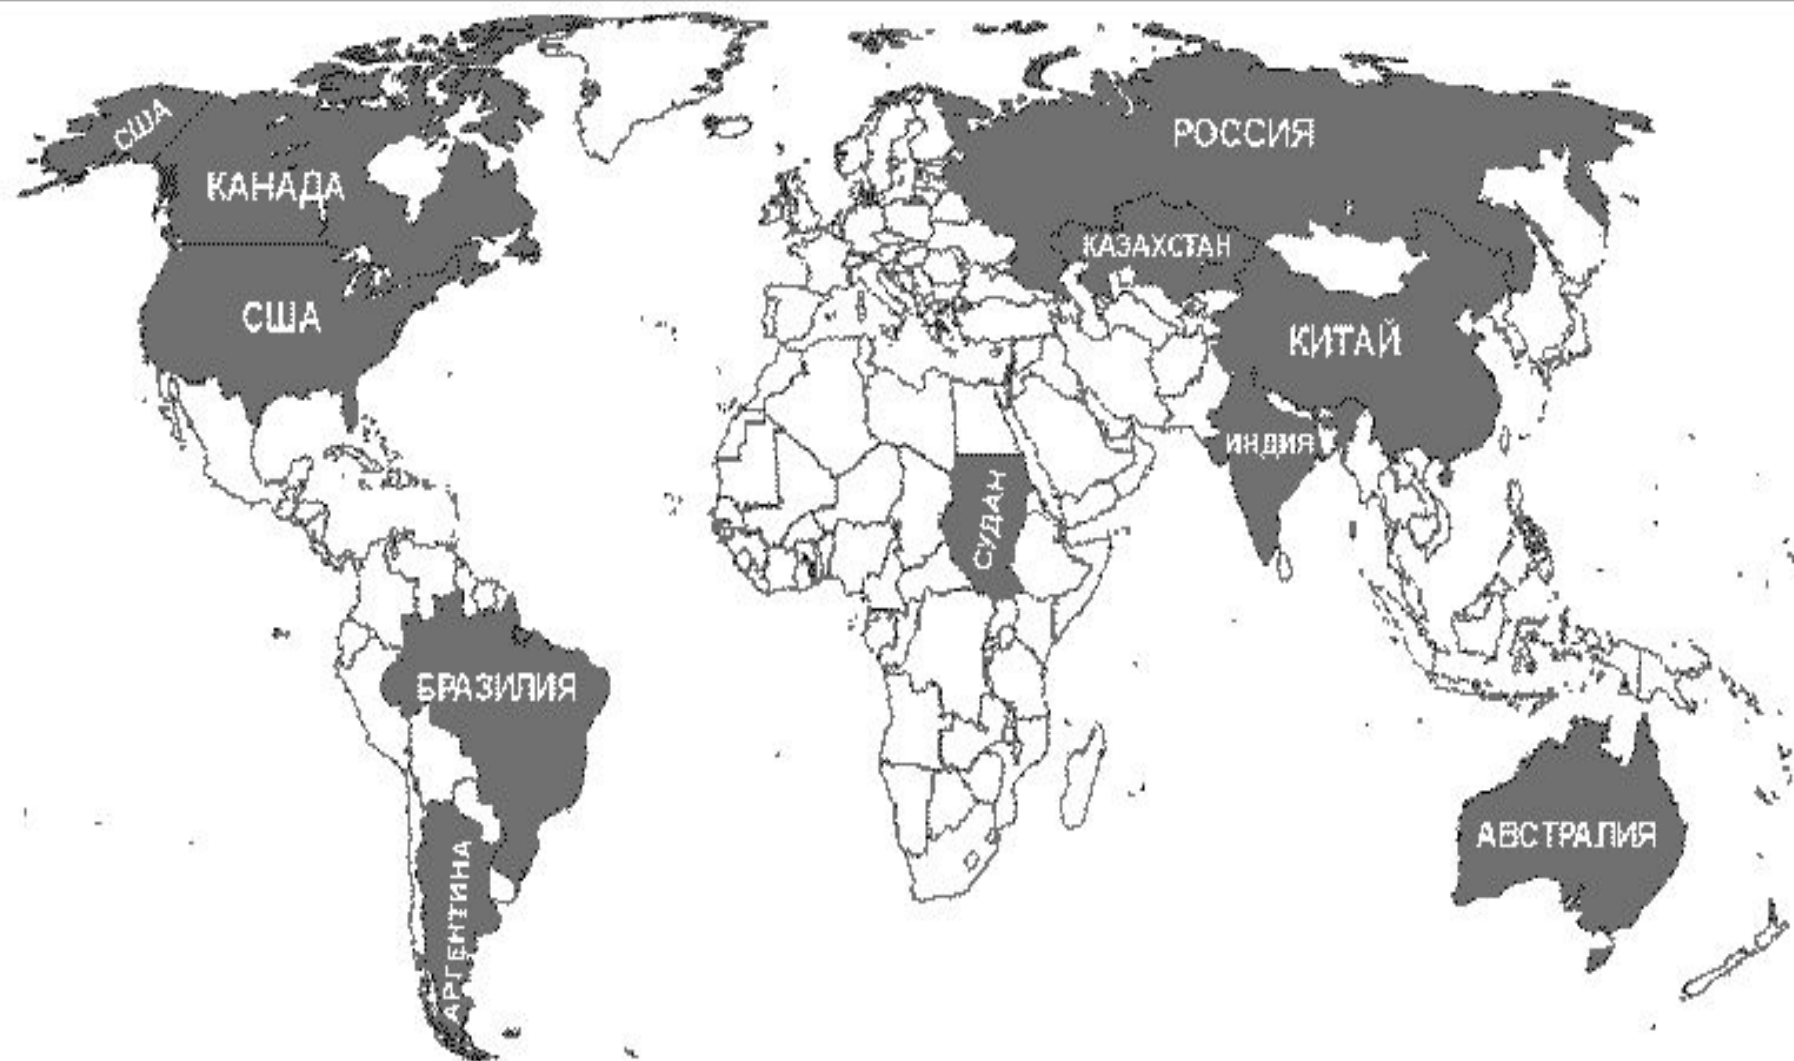 США
КАНАДА
РОССИЯ
КАЗАХСТАН
США
КИТАЙ
ИНДИЯ
СУДАН
БРАЗИЛИЯ
АВСТРАЛИЯ
АРГЕНТИНА